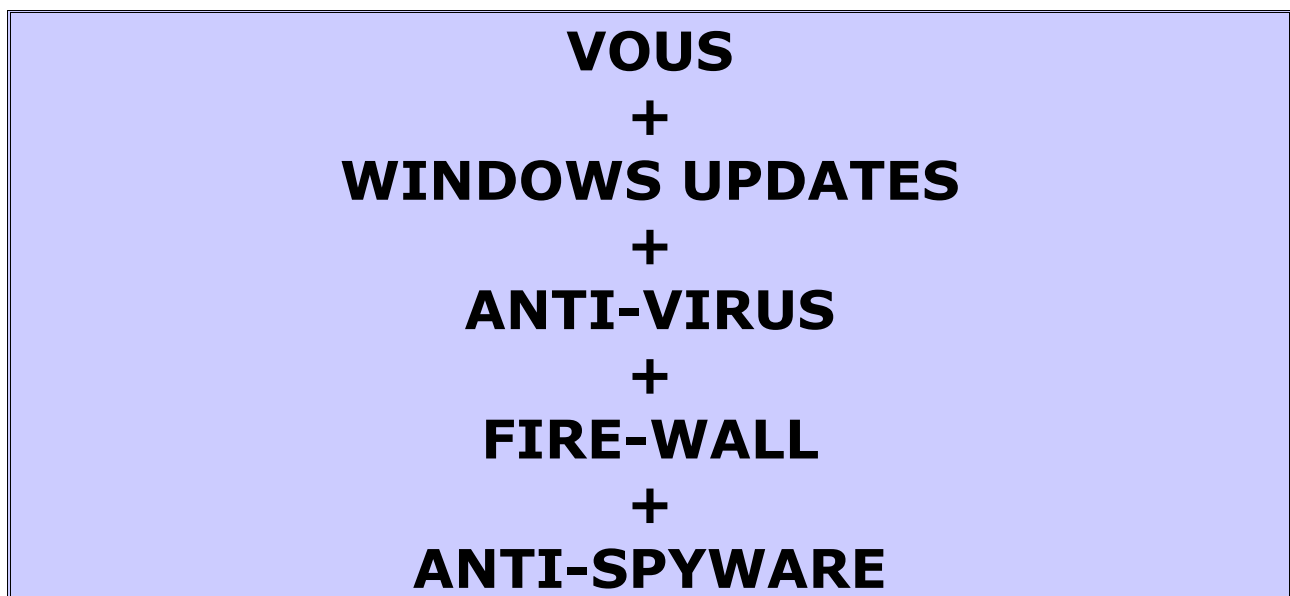 VOUS
+
WINDOWS UPDATES
+
ANTI-VIRUS
+
FIRE-WALL
+
ANTI-SPYWARE